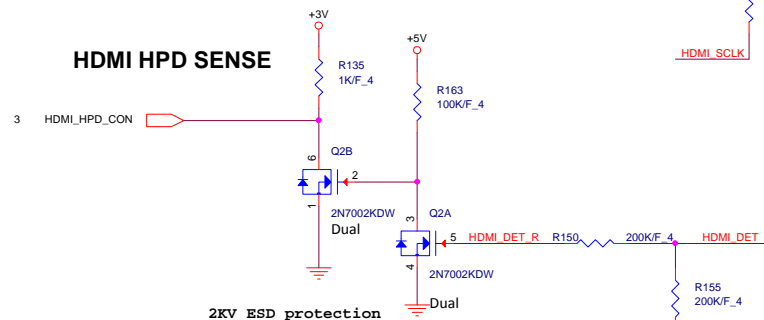 +3V
+5V
HDMI HPD SENSE
HDMI_SCLK
R135
1K/F_4
R163
100K/F_4
3 HDMI_HPD_CON
6 Q2B
2
1 2N7002KDW
Dual
3 Q2A
5 HDMI_DET_R R150 200K/F_4 HDMI_DET
4
2N7002KDW
R155
200K/F_4
Dual
2KV ESD protection